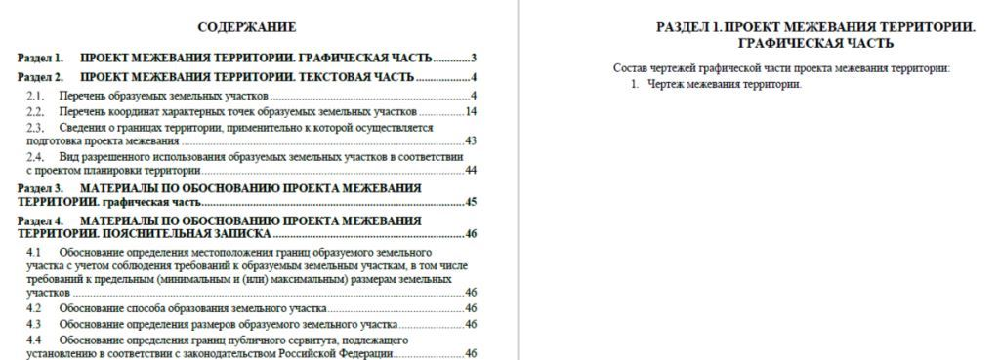 СОДЕРЖАНИЕ
Раздел 1. ПРОЕКТ МЕЖЕВАНИЯ ТЕРРИТОРИИ. ГРАФИЧЕСКАЯ ЧАСТЬ.............3
Раздел 2. ПРОЕКТ МЕЖЕВАНИЯ ТЕРРИТОРИИ. ТЕКСТОВАЯ ЧАСТЬ.................4
2.1. Перечень образуемых земельных участков.................4
2.2. Перечень координат характерных точек образуемых земельных участков.................14
2.3. Сведения о границах территории, применительно к которой осуществляется
подготовка проекта межевания.................43
2.4. Вид разрешенного использования образуемых земельных участков в соответствии
с проектом планировки территории.................44
Раздел 3. МАТЕРИАЛЫ ПО ОБОСНОВАНИЮ ПРОЕКТА МЕЖЕВАНИЯ
ТЕРРИТОРИИ. графическая часть.................45
Раздел 4. МАТЕРИАЛЫ ПО ОБОСНОВАНИЮ ПРОЕКТА МЕЖЕВАНИЯ
ТЕРРИТОРИИ. ПОЯСНИТЕЛЬНАЯ ЗАПИСКА.................46
4.1 Обоснование определения местоположения границ образуемого земельного
участка с учетом соблюдения требований к образуемым земельным участкам, в том числе
требований к предельным (минимальным и (или) максимальным) размерам земельных
участков.................46
4.2 Обоснование способа образования земельного участка.................46
4.3 Обоснование определения размеров образуемого земельного участка.................46
4.4 Обоснование определения границ публичного сервитута, подлежащего
установлению в соответствии с законодательством Российской Федерации.................46
РАЗДЕЛ 1. ПРОЕКТ МЕЖЕВАНИЯ ТЕРРИТОРИИ.
ГРАФИЧЕСКАЯ ЧАСТЬ
Состав чертежей графической части проекта межевания территории:
1. Чертеж межевания территории.